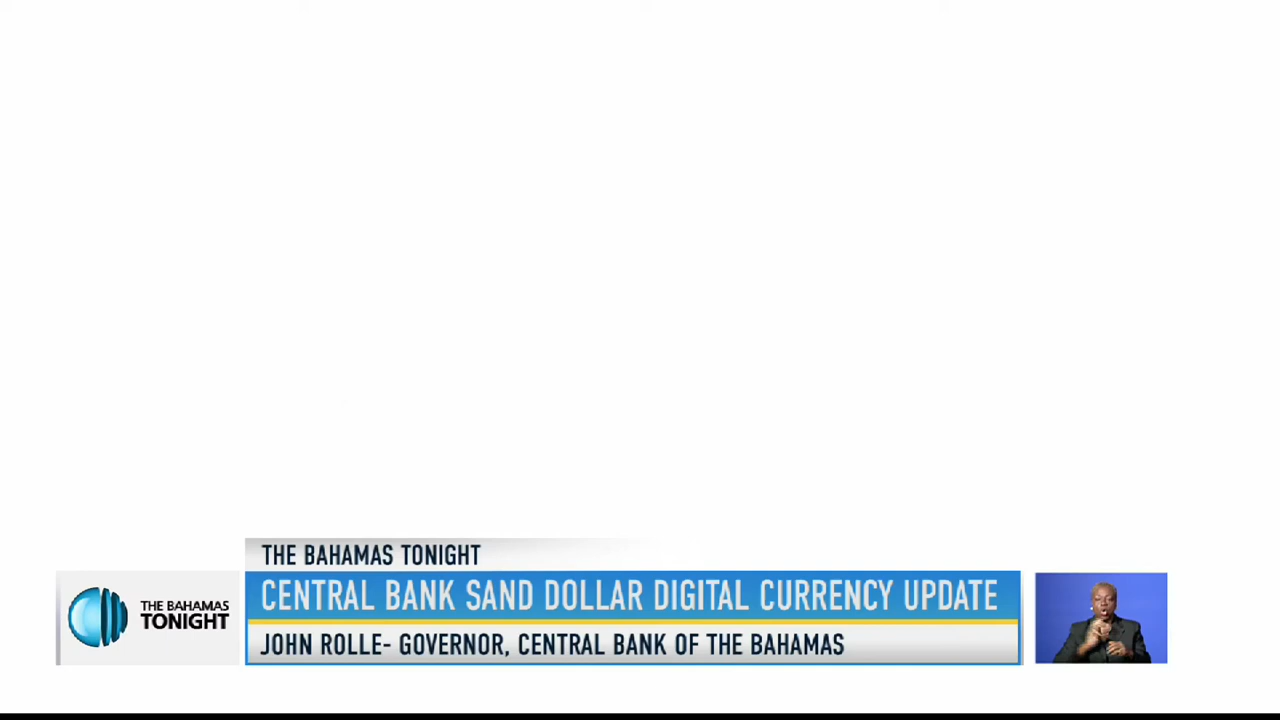 THE BAHAMAS TONIGHT
CENTRAL BANK SAND DOLLAR DIGITAL CURRENCY UPDATE
JOHN ROLLE- GOVERNOR, CENTRAL BANK OF THE BAHAMAS
THE BAHAMAS
TONIGHT